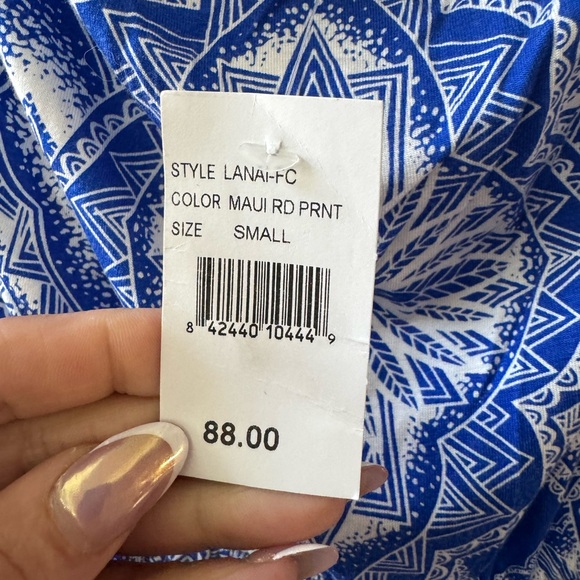 STYLE LANAI-FC
COLOR MAUI RD PRNT
SIZE SMALL
8 42440 10444 9
88.00